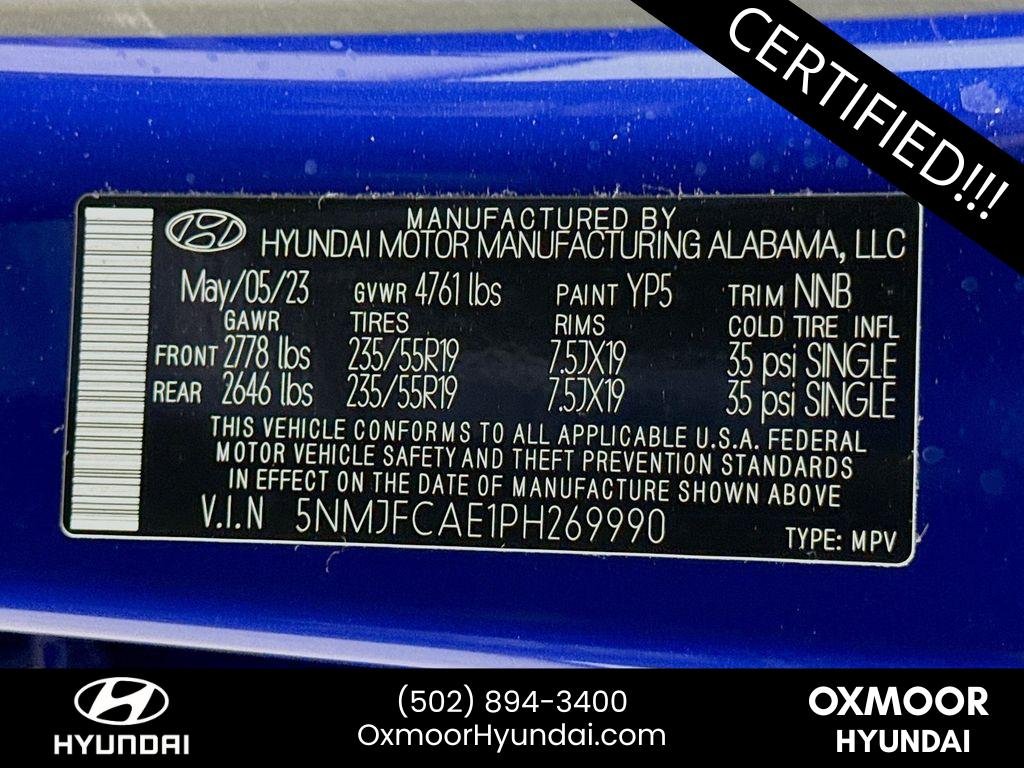 CERTIFIED!!!
MANUFACTURED BY
HYUNDAI MOTOR MANUFACTURING ALABAMA, LLC
May/05/23 GVWR 4761 lbs PAINT YP5 TRIM NNB
GAWR TIRES RIMS COLD TIRE INFL
FRONT 2778 lbs 235/55R19 7.5JX19 35 psi SINGLE
REAR 2646 lbs 235/55R19 7.5JX19 35 psi SINGLE
THIS VEHICLE CONFORMS TO ALL APPLICABLE U.S.A. FEDERAL
MOTOR VEHICLE SAFETY AND THEFT PREVENTION STANDARDS
IN EFFECT ON THE DATE OF MANUFACTURE SHOWN ABOVE
V.I.N 5NMJFCAE1PH269990 TYPE: MPV
HYUNDAI
(502) 894-3400
OxmoorHyundai.com
OXMOOR
HYUNDAI